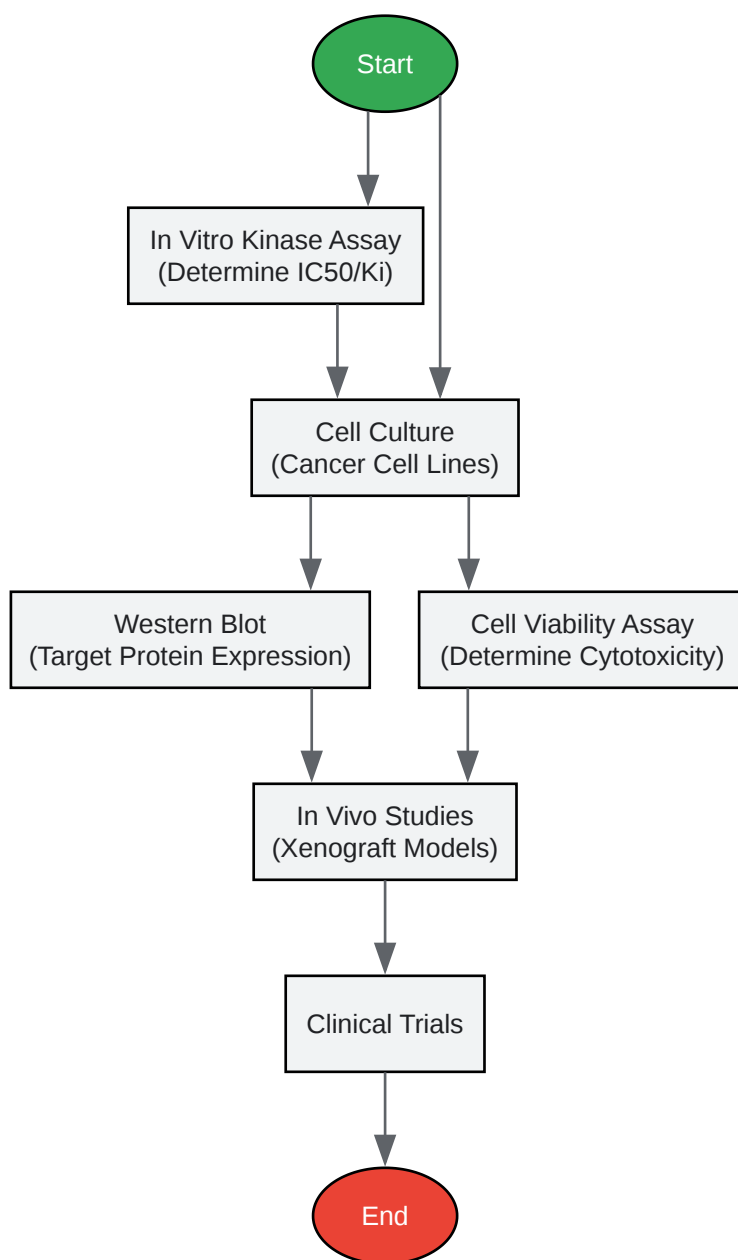 Start
In Vitro Kinase Assay
(Determine IC50/Ki)
Cell Culture
(Cancer Cell Lines)
Western Blot
(Target Protein Expression)
Cell Viability Assay
(Determine Cytotoxicity)
In Vivo Studies
(Xenograft Models)
Clinical Trials
End